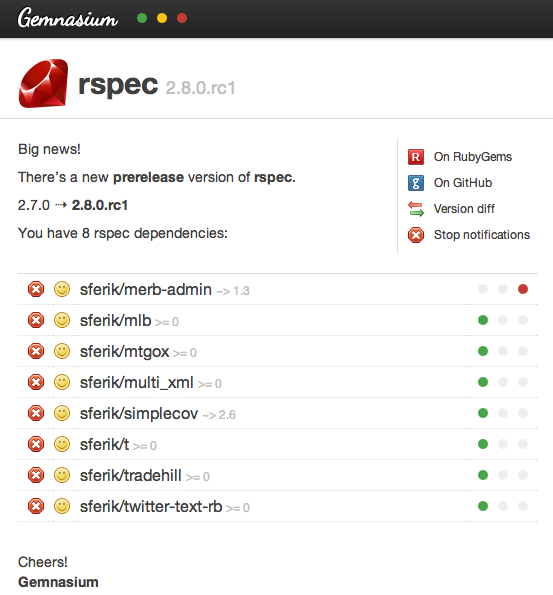 Gemnasium
rspec 2.8.0.rc1
Big news!
There's a new prerelease version of rspec.
2.7.0 ⇢ 2.8.0.rc1
You have 8 rspec dependencies:
R On RubyGems
g On GitHub
Version diff
Stop notifications
sferik/merb-admin ~> 1.3
sferik/mlb >= 0
sferik/mtgox >= 0
sferik/multi_xml >= 0
sferik/simplecov ~> 2.6
sferik/t >= 0
sferik/tradehill >= 0
sferik/twitter-text-rb >= 0
Cheers!
Gemnasium